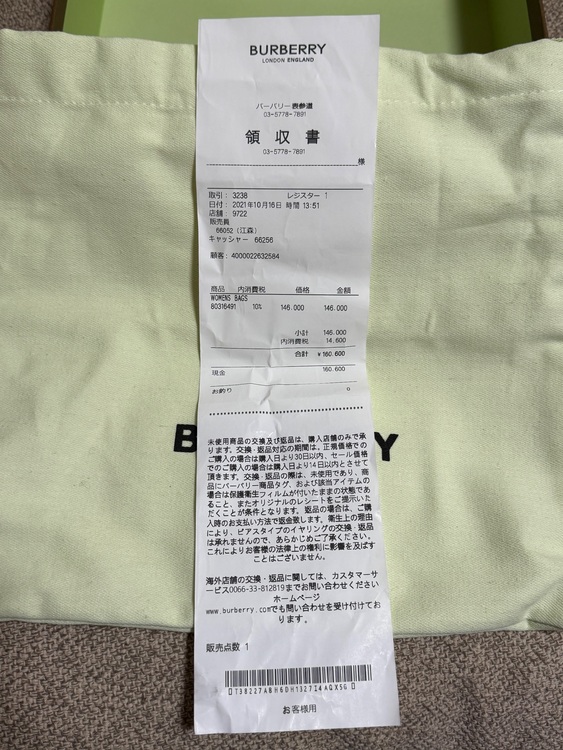 BURBERRY
LONDON ENGLAND
バーバリー表参道
03-5778-7891
領 収 書
03-5778-7891
様
取引: 3238 レジスター 1
日付: 2021年10月16日 時間 13:51
店舗: 9722
販売員
66052 (江森)
キャッシャー 66256
顧客: 4000022632584
商品 内消費税 価格 金額
WOMENS BAGS
80316491 10% 146.000 146.000
小計 146.000
内消費税 14.600
合計 ¥160.600
現金 160.600
お釣り 0
未使用商品の交換及び返品は、購入店舗のみで承
ります。交換・返品対応の期間は、正規価格での
ご購入の場合は購入日より30日以内、セール価格
でのご購入の場合は購入日より14日以内とさせて
頂きます。交換・返品の際は、未使用であり、商
品にバーバリー商品タグ、および該当アイテムの
場合は保護衛生フィルムが付いたままの状態であ
ること、またオリジナルのレシートをご提示いた
だくことが条件となります。返品の場合は、ご購
入時のお支払い方法で返金致します。衛生上の理由
により、ピアスタイプのイヤリングの交換・返品
は承れませんので、あらかじめご了承ください。
これによりお客様の法律上の権利に影響を及ぼす
ことはございません。
海外店舗の交換・返品に関しては、カスタマーサ
ービス0066-33-812819までお問い合わせください
ホームページ
www.burberry.comでも問い合わせを受け付けてお
ります。
販売点数 1
T38227ABH6DH1327I4AQX5G
お客様用
B
RY